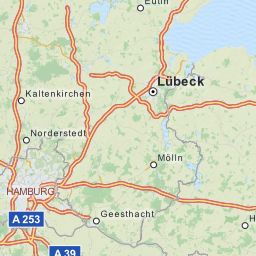 Eutin
Lübeck
Kaltenkirchen
Norderstedt
Mölln
HAMBURG
A 253
Geesthacht
H
A 39